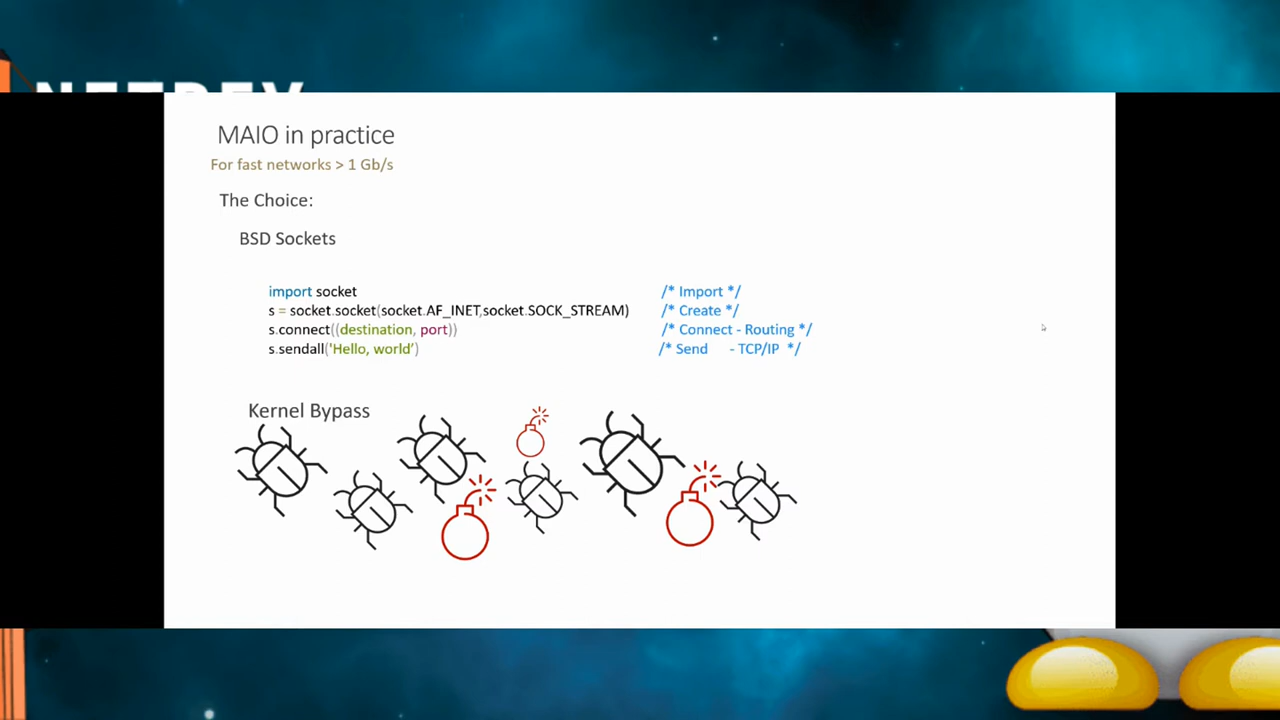 MAIO in practice
For fast networks > 1 Gb/s
The Choice:
BSD Sockets
import socket /* Import */
s = socket.socket(socket.AF_INET,socket.SOCK_STREAM) /* Create */
s.connect((destination, port)) /* Connect - Routing */
s.sendall('Hello, world’) /* Send - TCP/IP */
Kernel Bypass